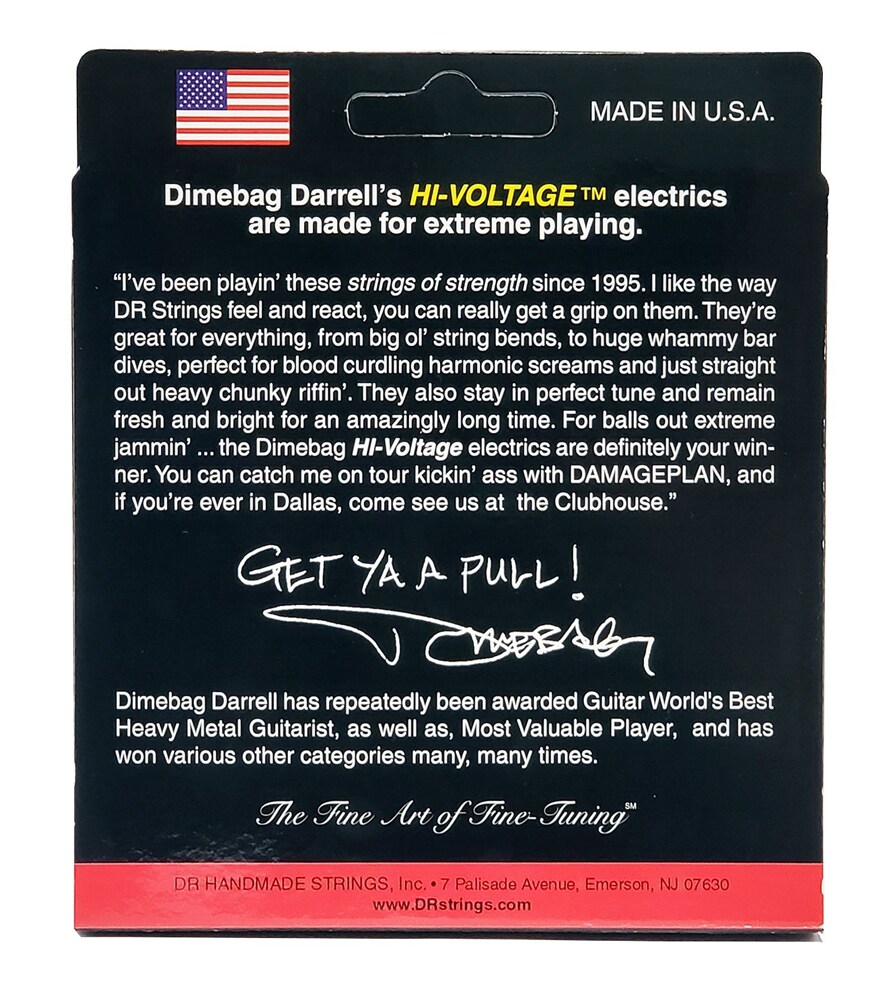 MADE IN U.S.A.
Dimebag Darrell's HI-VOLTAGE™ electrics
are made for extreme playing.
“I've been playin' these strings of strength since 1995. I like the way
DR Strings feel and react, you can really get a grip on them. They're
great for everything, from big ol' string bends, to huge whammy bar
dives, perfect for blood curdling harmonic screams and just straight
out heavy chunky riffin'. They also stay in perfect tune and remain
fresh and bright for an amazingly long time. For balls out extreme
jammin' ... the Dimebag HI-Voltage electrics are definitely your win-
ner. You can catch me on tour kickin' ass with DAMAGEPLAN, and
if you're ever in Dallas, come see us at the Clubhouse.”
GET YA A PULL!
Dimebag
Dimebag Darrell has repeatedly been awarded Guitar World's Best
Heavy Metal Guitarist, as well as, Most Valuable Player, and has
won various other categories many, many times.
The Fine Art of Fine-Tuning℠
DR HANDMADE STRINGS, Inc. • 7 Palisade Avenue, Emerson, NJ 07630
www.DRstrings.com